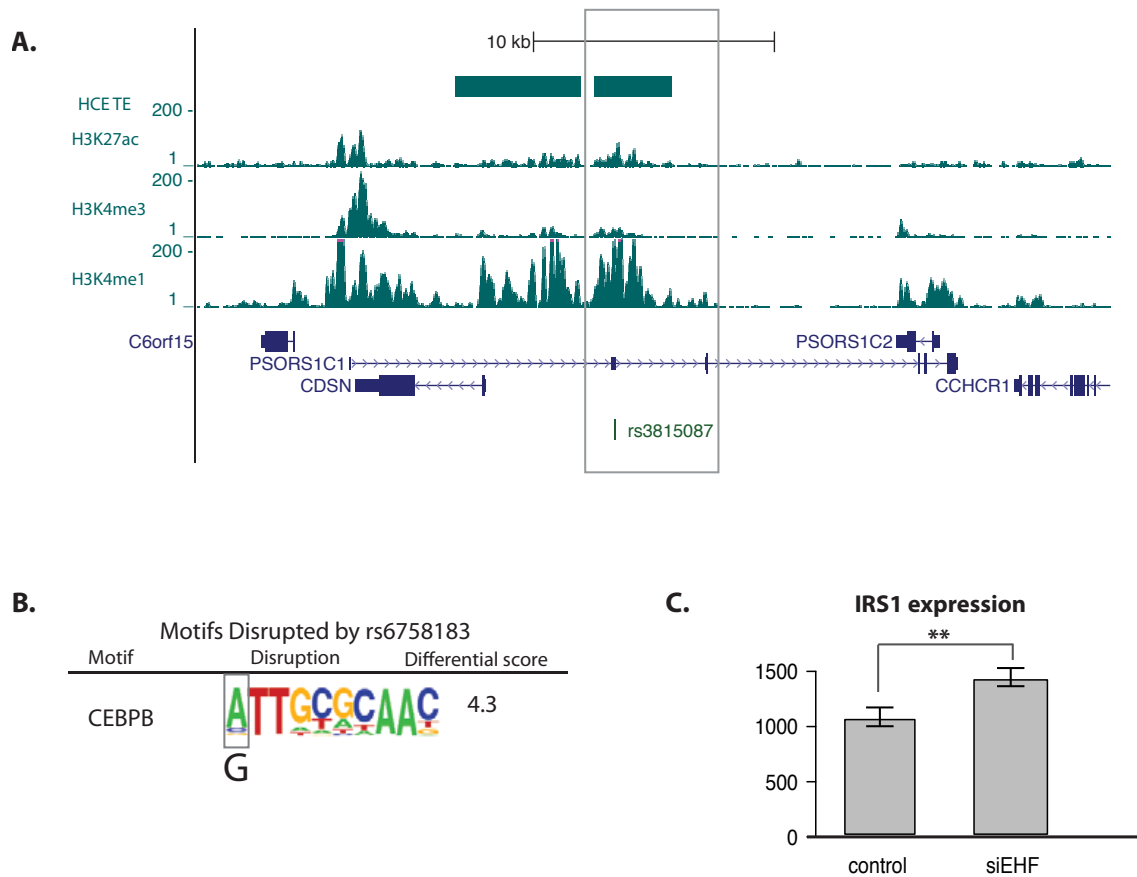 A.
10 kb
HCE TE
200 -
H3K27ac
1
200 -
H3K4me3
1
200 -
H3K4me1
1
C6orf15
PSORS1C2
PSORS1C1
CDSN
CCHCR1
rs3815087
B.
Motifs Disrupted by rs6758183
Motif Disruption Differential score
CEBPB ATTGCGCAAC 4.3
G
C.
IRS1 expression
**
1500
1000
500
0
control siEHF